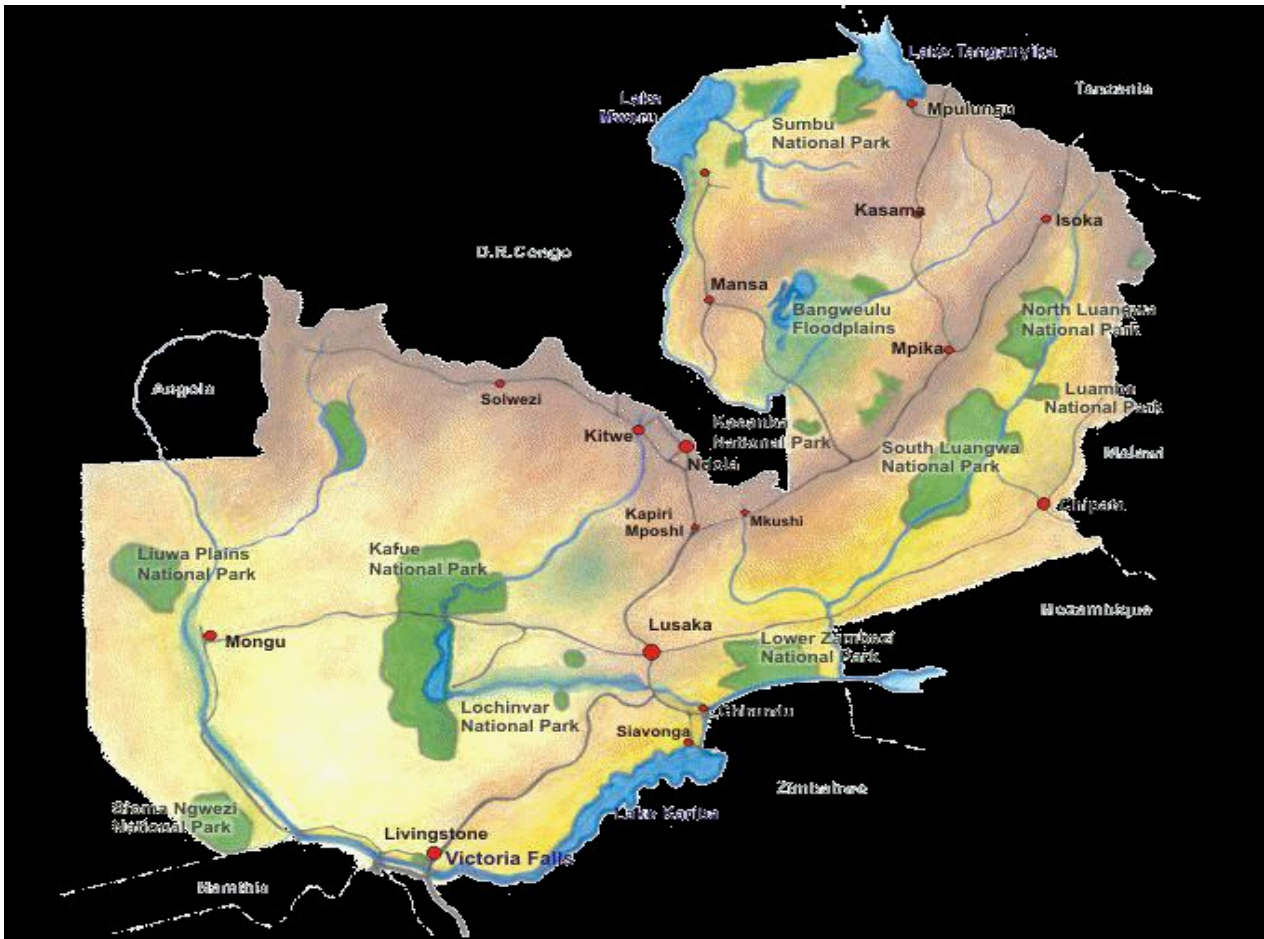 Lake Tanganyika
Tanzania
Lake
Mweru
Mpulungu
Sumbu
National Park
Kasama
Isoka
D.R.Congo
Mansa
Bangweulu
Floodplains
North Luangwa
National Park
Mpika
Angola
Solwezi
Luamba
National Park
Kitwe
Kasanka
National Park
Ndola
South Luangwa
National Park
Malawi
Chipata
Kapiri
Mposhi
Mkushi
Liuwa Plains
National Park
Kafue
National Park
Mozambique
Mongu
Lusaka
Lower Zambezi
National Park
Lochinvar
National Park
Chirundu
Siavonga
Zimbabwe
Sioma Ngwezi
National Park
Lake Kariba
Livingstone
Victoria Falls
Namibia